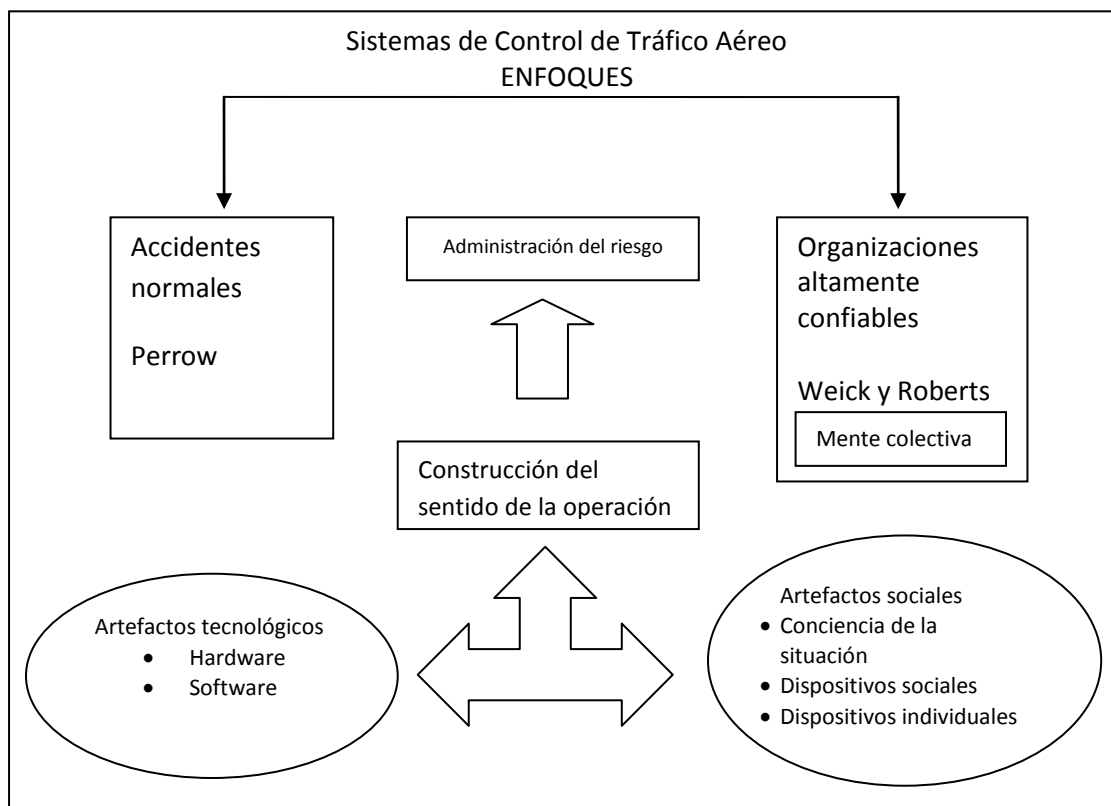 Sistemas de Control de Tráfico Aéreo
ENFOQUES
Accidentes
normales
Perrow
Administración del riesgo
Organizaciones
altamente
confiables
Weick y Roberts
Mente colectiva
Construcción del
sentido de la operación
Artefactos tecnológicos
• Hardware
• Software
Artefactos sociales
• Conciencia de la
situación
• Dispositivos sociales
• Dispositivos individuales